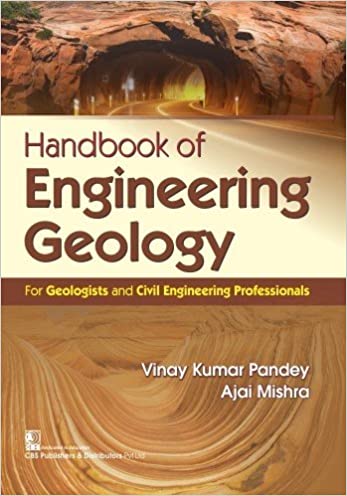 Handbook of
Engineering
Geology
For Geologists and Civil Engineering Professionals
Vinay Kumar Pandey
Ajai Mishra
CBS Publishers & Distributors Pvt Ltd